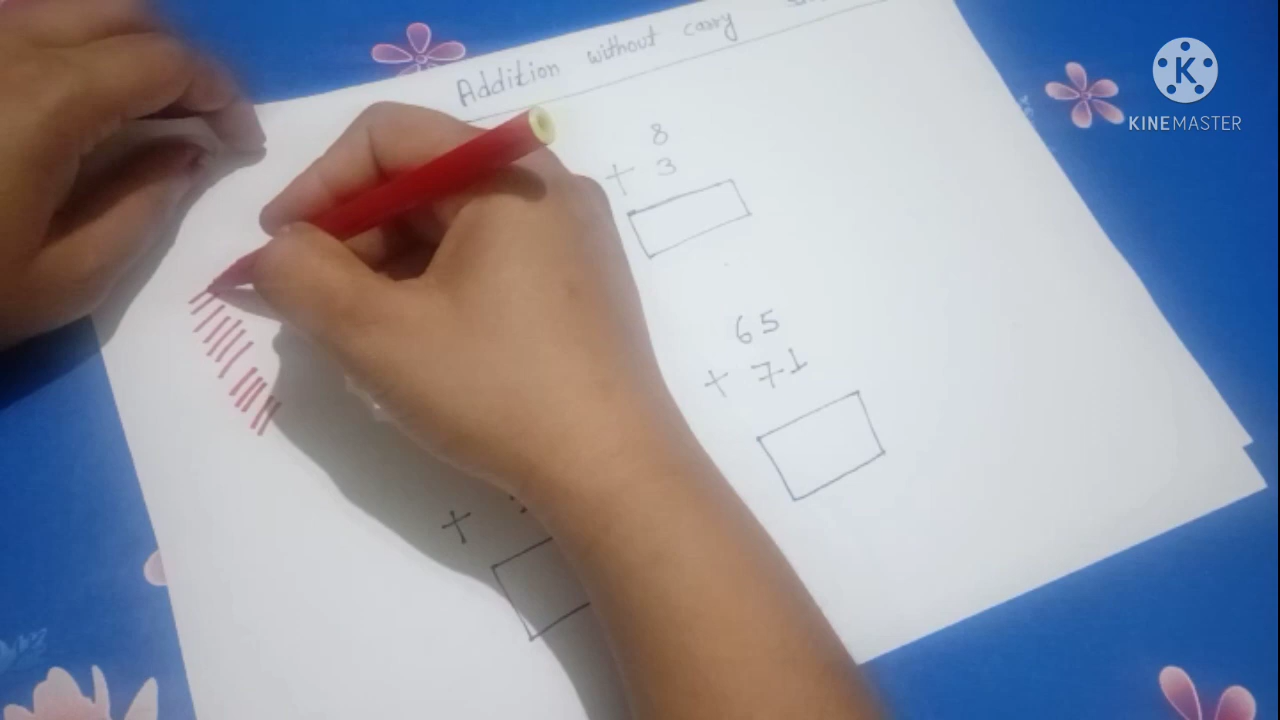 Addition without carry
8
+ 3
65
+ 71
+
KINEMASTER